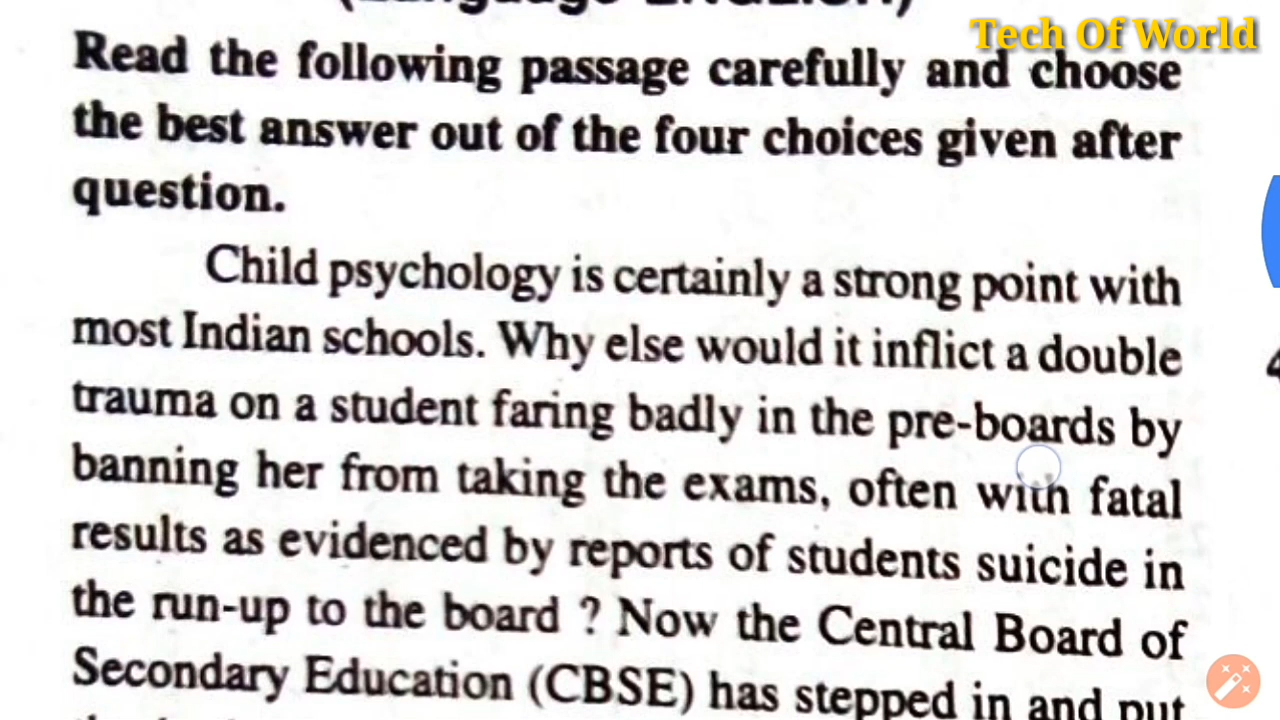 (Language ENGLISH)
Tech Of World
Read the following passage carefully and choose
the best answer out of the four choices given after
question.
Child psychology is certainly a strong point with
most Indian schools. Why else would it inflict a double
trauma on a student faring badly in the pre-boards by
banning her from taking the exams, often with fatal
results as evidenced by reports of students suicide in
the run-up to the board ? Now the Central Board of
Secondary Education (CBSE) has stepped in and put